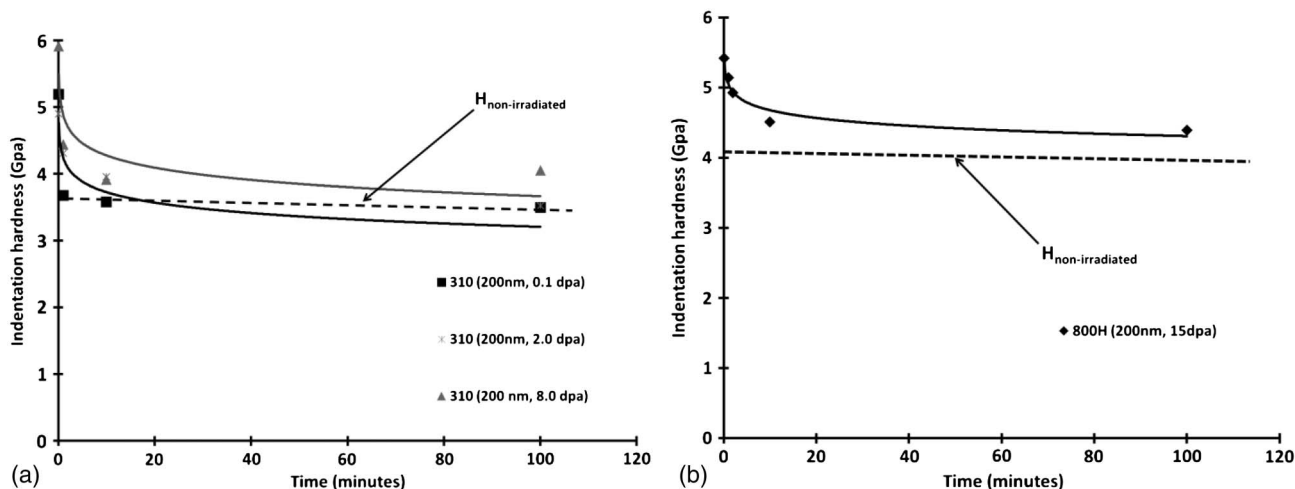 6
5
4
3
2
1
0
Indentation hardness (Gpa)
H non-irradiated
310 (200nm, 0.1 dpa)
310 (200nm, 2.0 dpa)
310 (200 nm, 8.0 dpa)
0 20 40 60 80 100 120
Time (minutes)
(a)
6
5
4
3
2
1
0
Indentation hardness (Gpa)
H non-irradiated
800H (200nm, 15dpa)
0 20 40 60 80 100 120
Time (minutes)
(b)